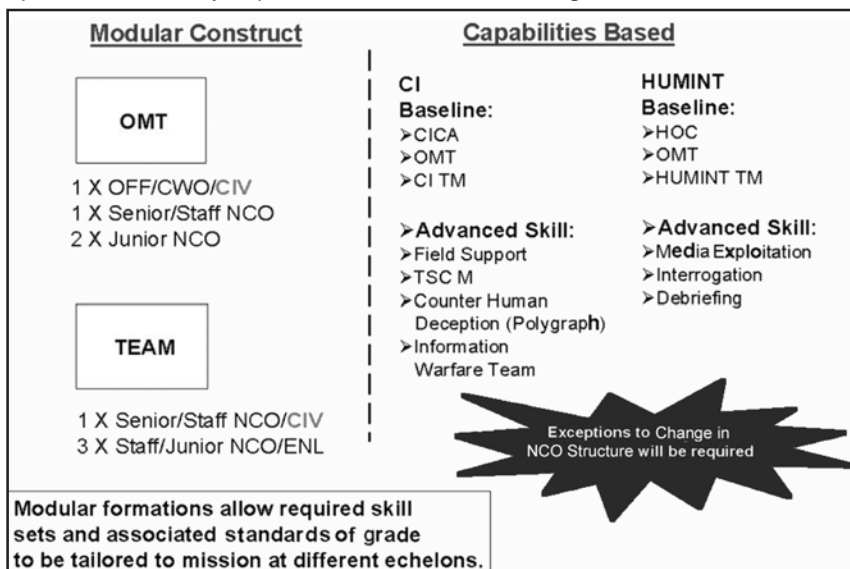 Modular Construct
OMT
1 X OFF/CWO/CIV
1 X Senior/Staff NCO
2 X Junior NCO
TEAM
1 X Senior/Staff NCO/CIV
3 X Staff/Junior NCO/ENL
Capabilities Based
CI
Baseline:
➢CICA
➢OMT
➢CI TM
➢Advanced Skill:
➢Field Support
➢TSC M
➢Counter Human
Deception (Polygraph)
➢Information
Warfare Team
HUMINT
Baseline:
➢HOC
➢OMT
➢HUMINT TM
➢Advanced Skill:
➢Media Exploitation
➢Interrogation
➢Debriefing
Exceptions to Change in
NCO Structure will be required
Modular formations allow required skill
sets and associated standards of grade
to be tailored to mission at different echelons.